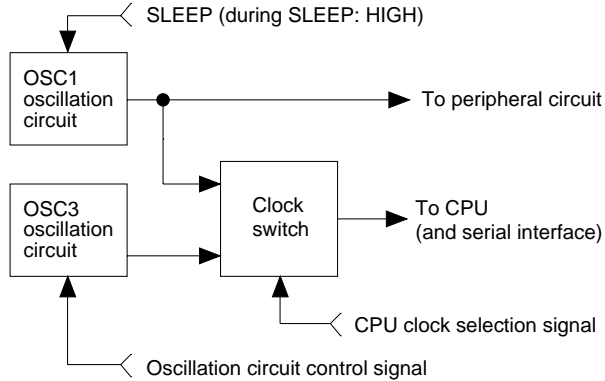 SLEEP (during SLEEP: HIGH)
OSC1
oscillation
circuit
To peripheral circuit
OSC3
oscillation
circuit
Clock
switch
To CPU
(and serial interface)
CPU clock selection signal
Oscillation circuit control signal